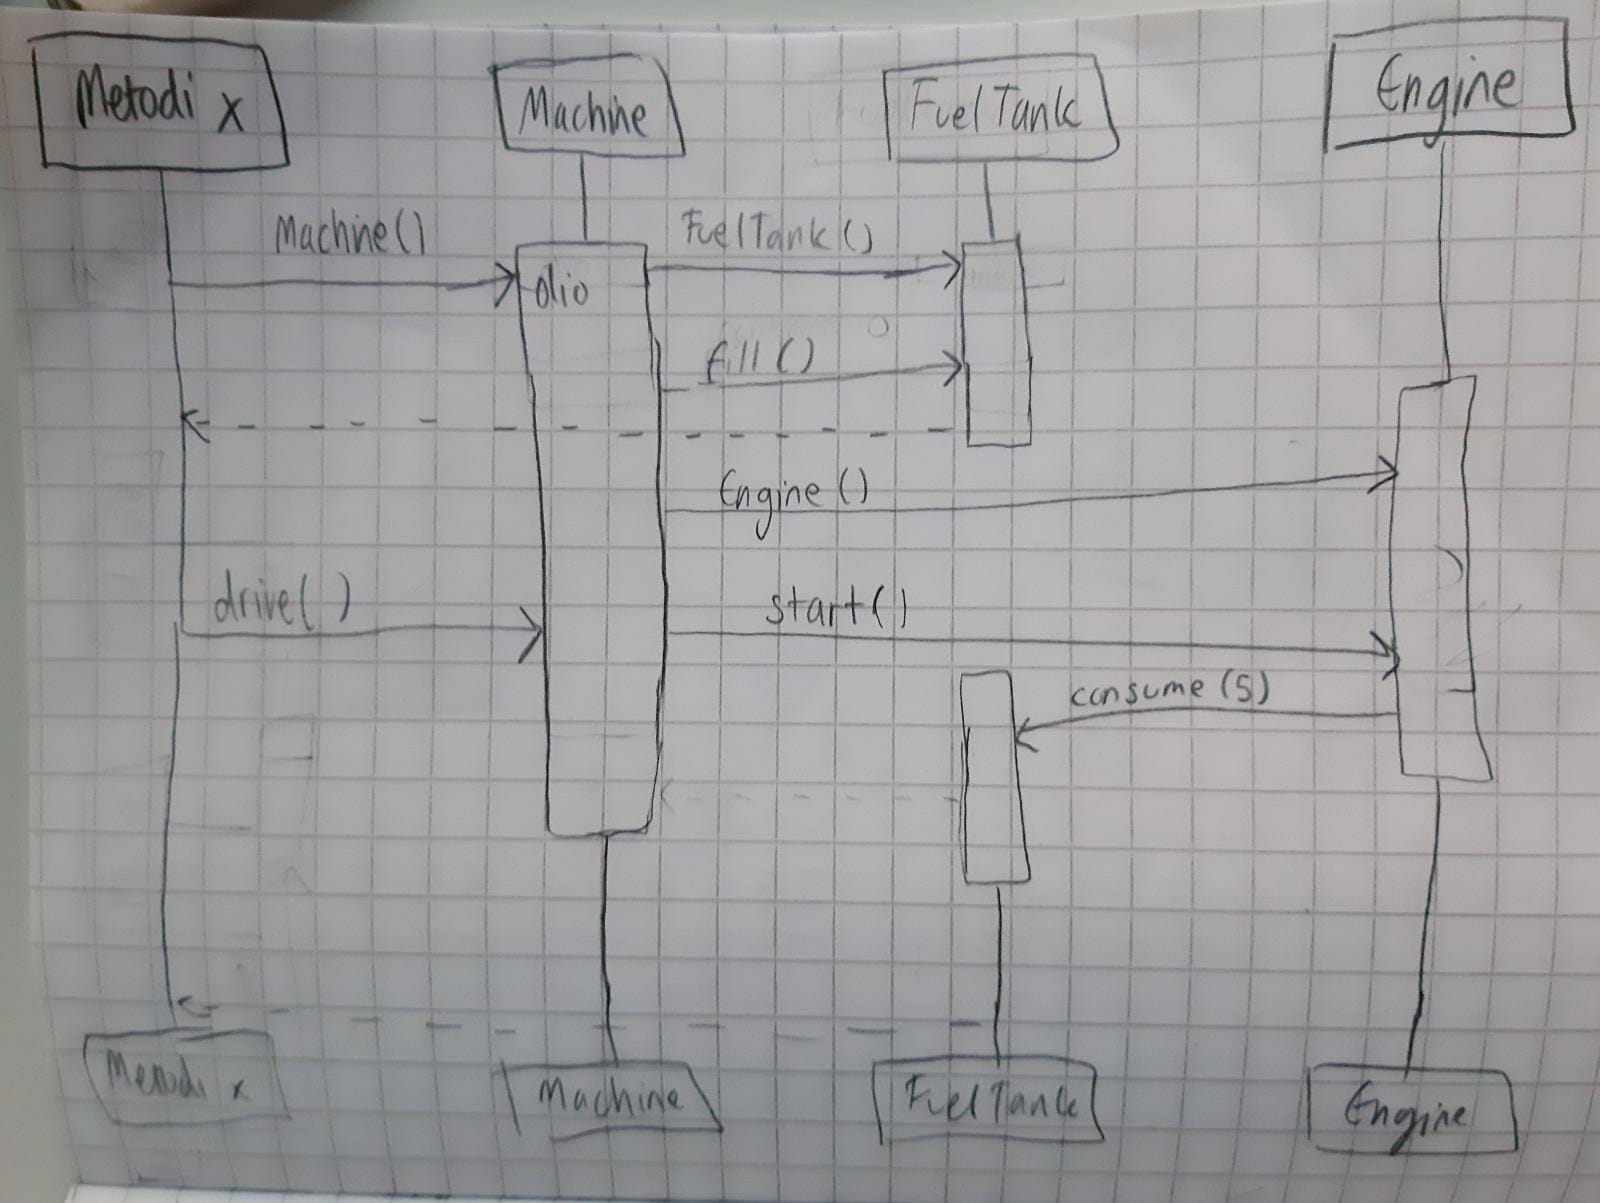 Metodi x
Machine
FuelTank
Engine
Machine()
FuelTank()
olio
fill()
Engine()
drive( )
start()
consume(5)
Metodi x
Machine
FuelTank
Engine